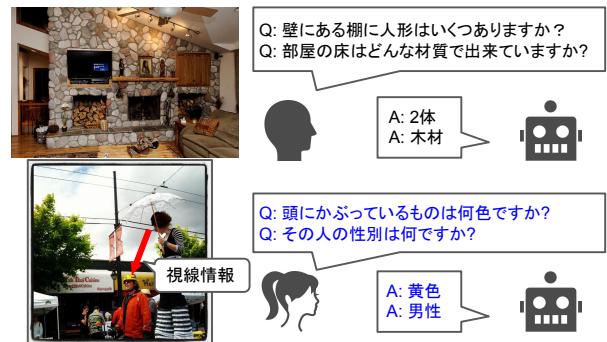 Q: 壁にある棚に人形はいくつありますか？
Q: 部屋の床はどんな材質で出来ていますか?
A: 2体
A: 木材
Q: 頭にかぶっているものは何色ですか?
Q: その人の性別は何ですか?
視線情報
A: 黄色
A: 男性